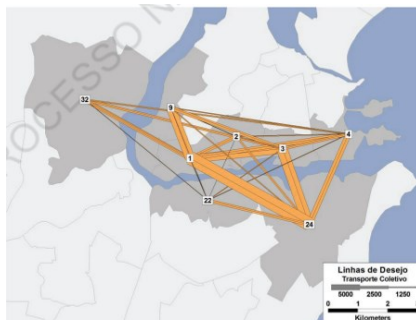 ROCESSO
32
9
2
4
3
1
22
24
Linhas de Desejo
Transporte Coletivo
5000 2500 1250
0 1 2
Kilometers